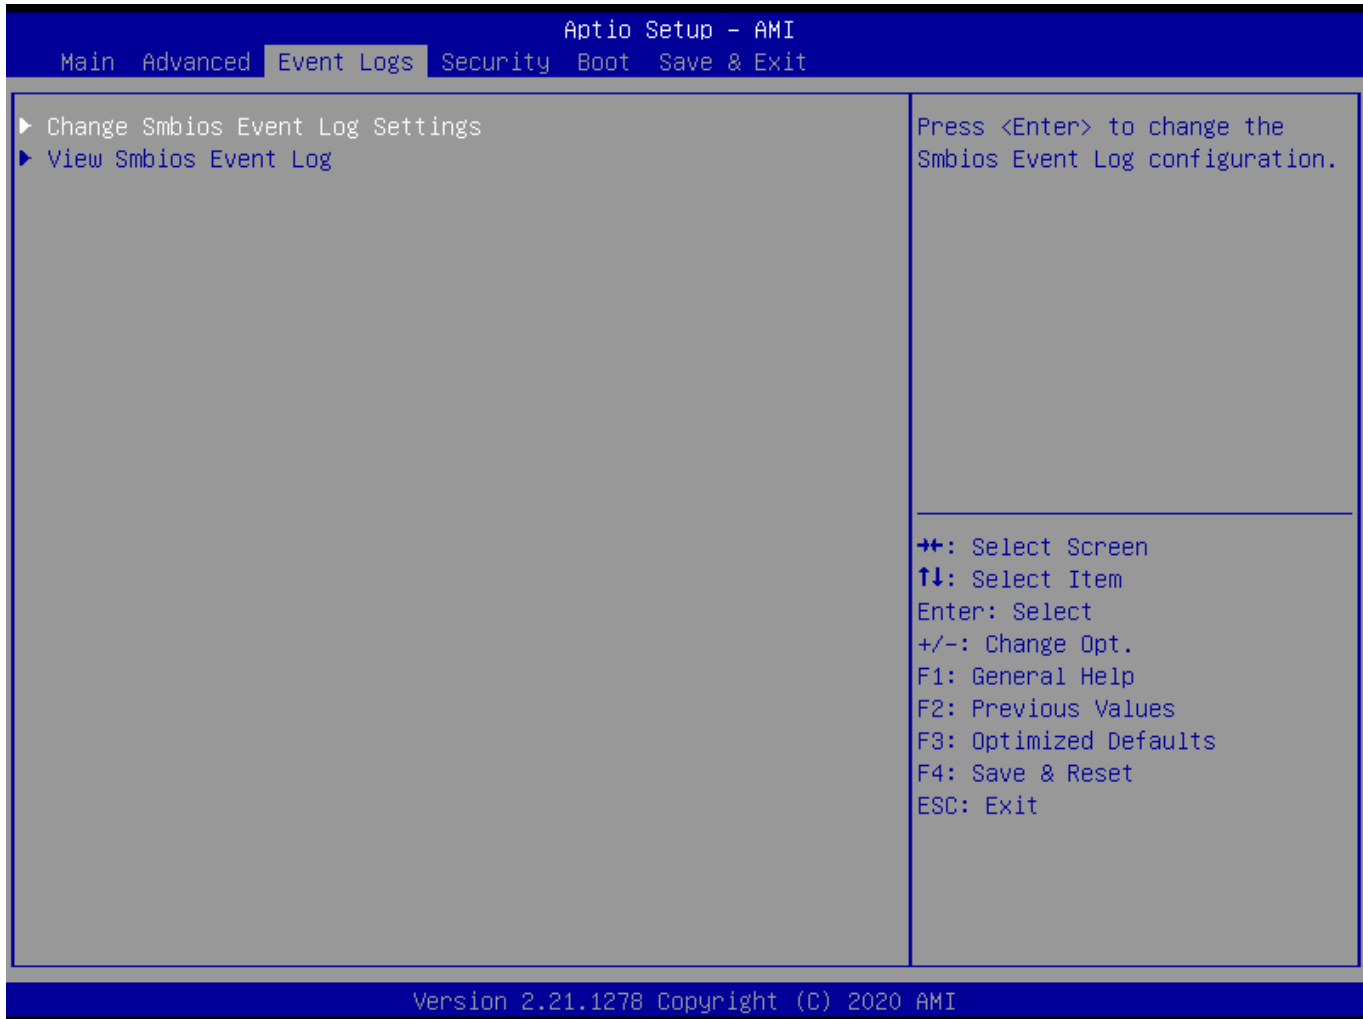 Aptio Setup – AMI
Main Advanced Event Logs Security Boot Save & Exit
▶ Change Smbios Event Log Settings
▶ View Smbios Event Log
Press <Enter> to change the
Smbios Event Log configuration.
→←: Select Screen
↑↓: Select Item
Enter: Select
+/-: Change Opt.
F1: General Help
F2: Previous Values
F3: Optimized Defaults
F4: Save & Reset
ESC: Exit
Version 2.21.1278 Copyright (C) 2020 AMI